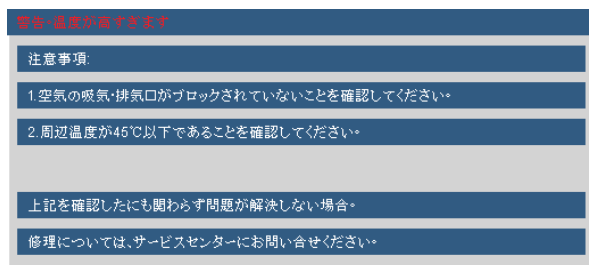 警告:温度が高すぎます
注意事項:
1.空気の吸気・排気口がブロックされていないことを確認してください。
2.周辺温度が45℃以下であることを確認してください。
上記を確認したにも関わらず問題が解決しない場合。
修理については、サービスセンターにお問い合せください。